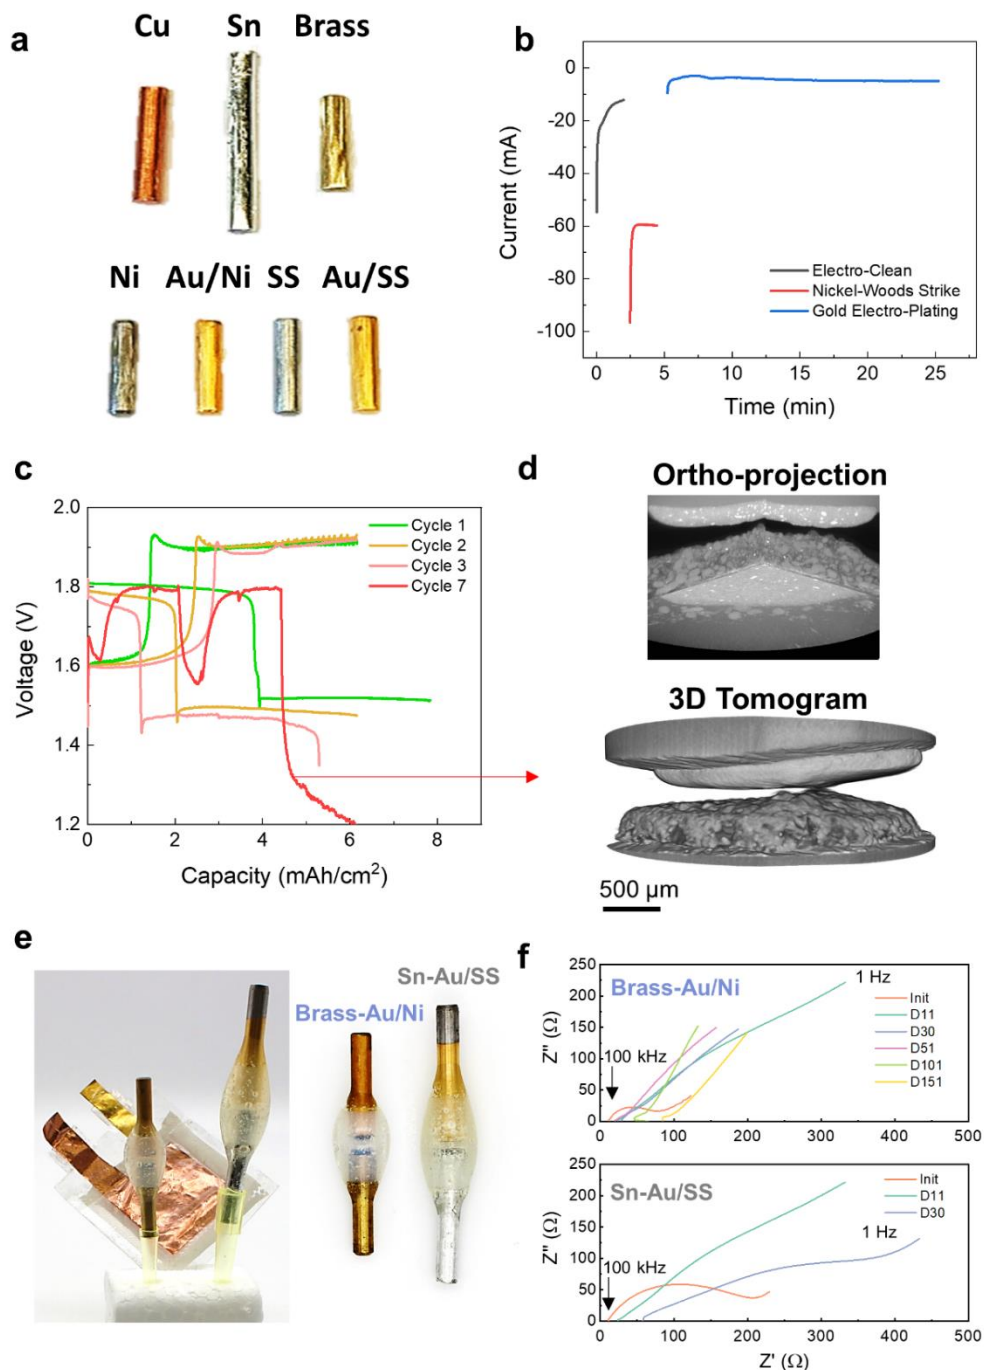 a
Cu Sn Brass
Ni Au/Ni SS Au/SS
b
0
-20
-40
-60
-80
-100
Current (mA)
Electro-Clean
Nickel-Woods Strike
Gold Electro-Plating
0 5 10 15 20 25
Time (min)
c
2.0
1.8
1.6
1.4
1.2
Voltage (V)
Cycle 1
Cycle 2
Cycle 3
Cycle 7
0 2 4 6 8
Capacity (mAh/cm²)
d
Ortho-projection
3D Tomogram
500 µm
e
Brass-Au/Ni
Sn-Au/SS
f
250
200
150
100
50
0
Z'' (Ω)
Brass-Au/Ni
100 kHz
1 Hz
Init
D11
D30
D51
D101
D151
0 100 200 300 400 500
250
200
150
100
50
0
Z'' (Ω)
Sn-Au/SS
100 kHz
1 Hz
Init
D11
D30
0 100 200 300 400 500
Z' (Ω)